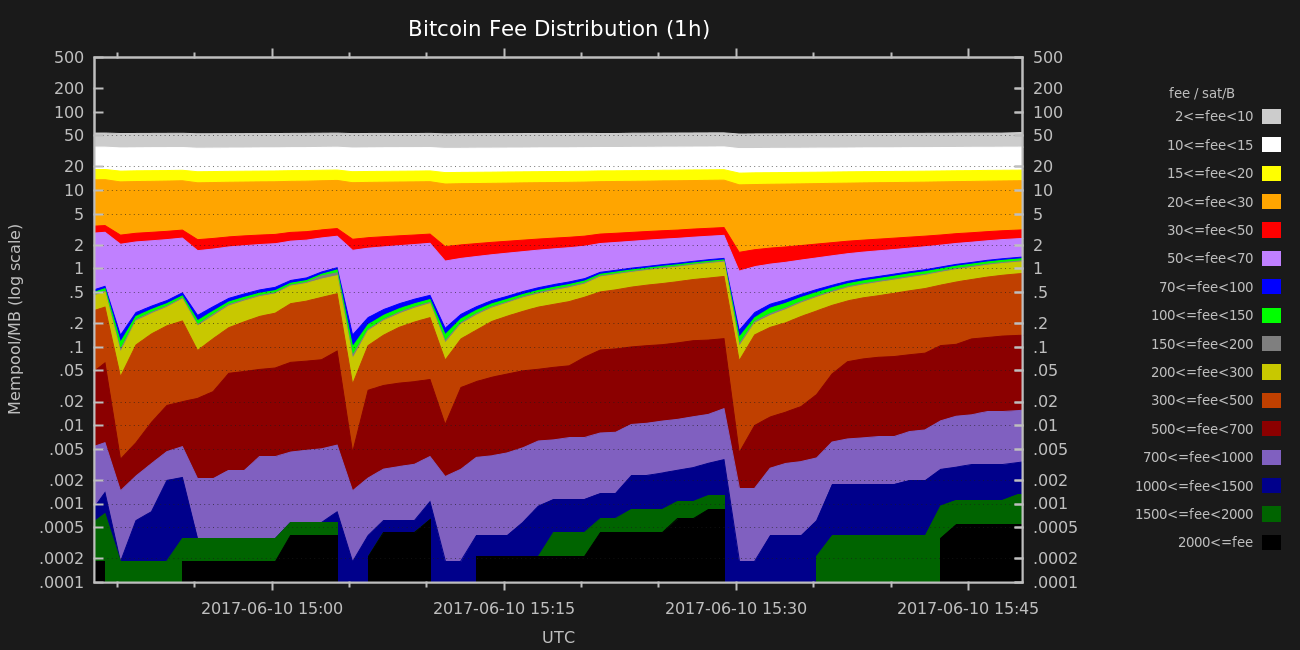 Bitcoin Fee Distribution (1h)
Mempool/MB (log scale)
500
200
100
50
20
10
5
2
1
.5
.2
.1
.05
.02
.01
.005
.002
.001
.0005
.0002
.0001
500
200
100
50
20
10
5
2
1
.5
.2
.1
.05
.02
.01
.005
.002
.001
.0005
.0002
.0001
2017-06-10 15:00
2017-06-10 15:15
2017-06-10 15:30
2017-06-10 15:45
UTC
fee / sat/B
2<=fee<10
10<=fee<15
15<=fee<20
20<=fee<30
30<=fee<50
50<=fee<70
70<=fee<100
100<=fee<150
150<=fee<200
200<=fee<300
300<=fee<500
500<=fee<700
700<=fee<1000
1000<=fee<1500
1500<=fee<2000
2000<=fee